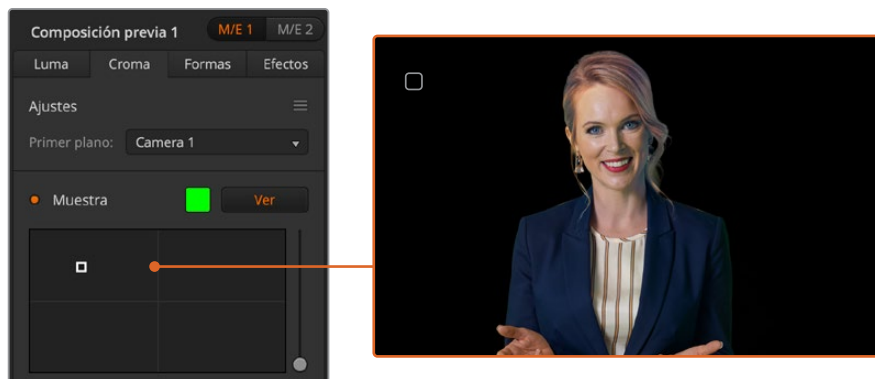 Composición previa 1 M/E 1 M/E 2
Luma Croma Formas Efectos
Ajustes
Primer plano: Camera 1
Muestra Ver